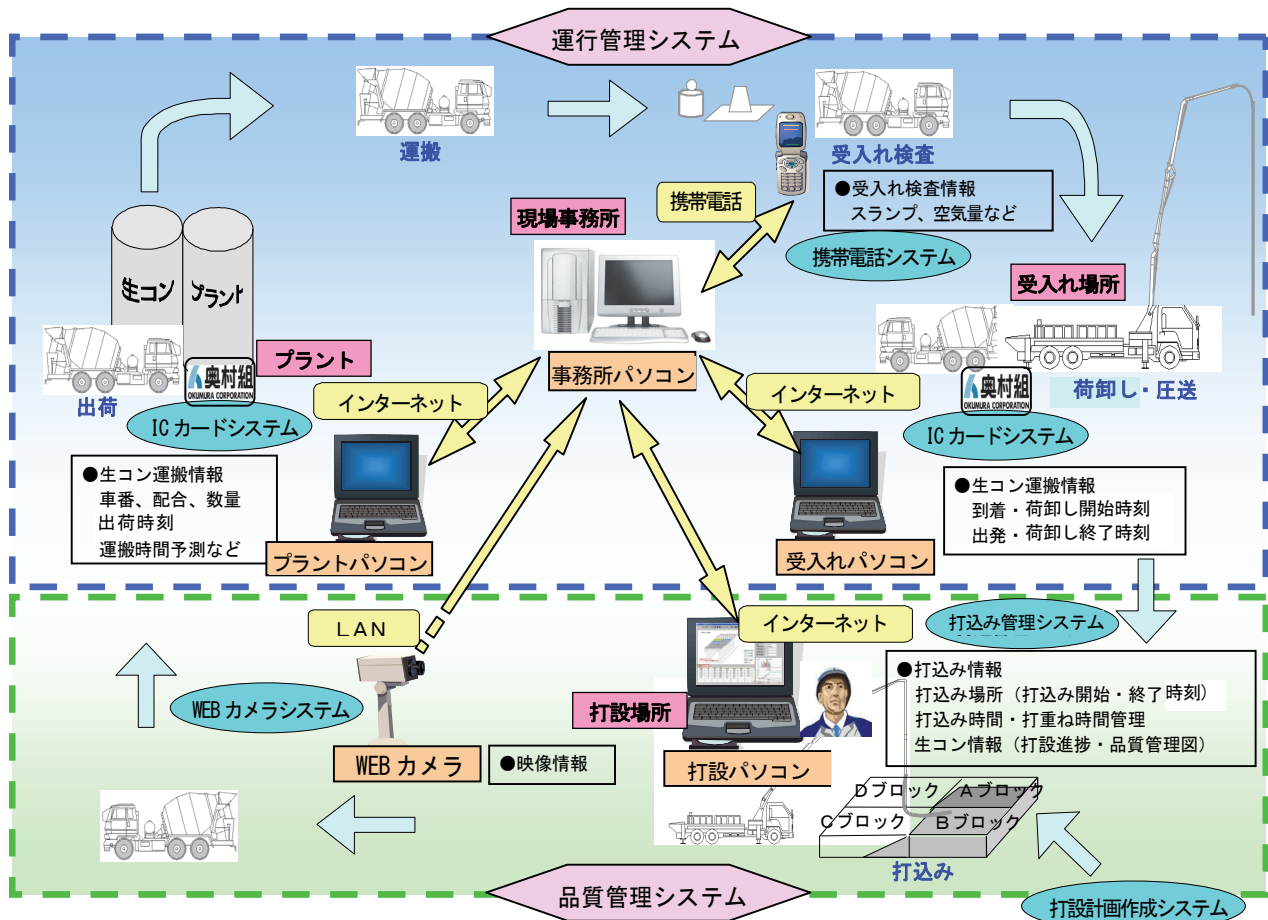 運行管理システム
運搬
受入れ検査
●受入れ検査情報
スランプ、空気量など
携帯電話
携帯電話システム
現場事務所
事務所パソコン
生コン
プラント
プラント
奥村組
OKUMURA CORPORATION
出荷
ICカードシステム
インターネット
●生コン運搬情報
車番、配合、数量
出荷時刻
運搬時間予測など
プラントパソコン
インターネット
受入れパソコン
受入れ場所
奥村組
OKUMURA CORPORATION
荷卸し・圧送
ICカードシステム
●生コン運搬情報
到着・荷卸し開始時刻
出発・荷卸し終了時刻
LAN
WEBカメラシステム
WEBカメラ
●映像情報
インターネット
打設場所
打設パソコン
打込み管理システム
●打込み情報
打込み場所（打込み開始・終了時刻）
打込み時間・打重ね時間管理
生コン情報（打設進捗・品質管理図）
Dブロック
Aブロック
Cブロック
Bブロック
打込み
打設計画作成システム
品質管理システム